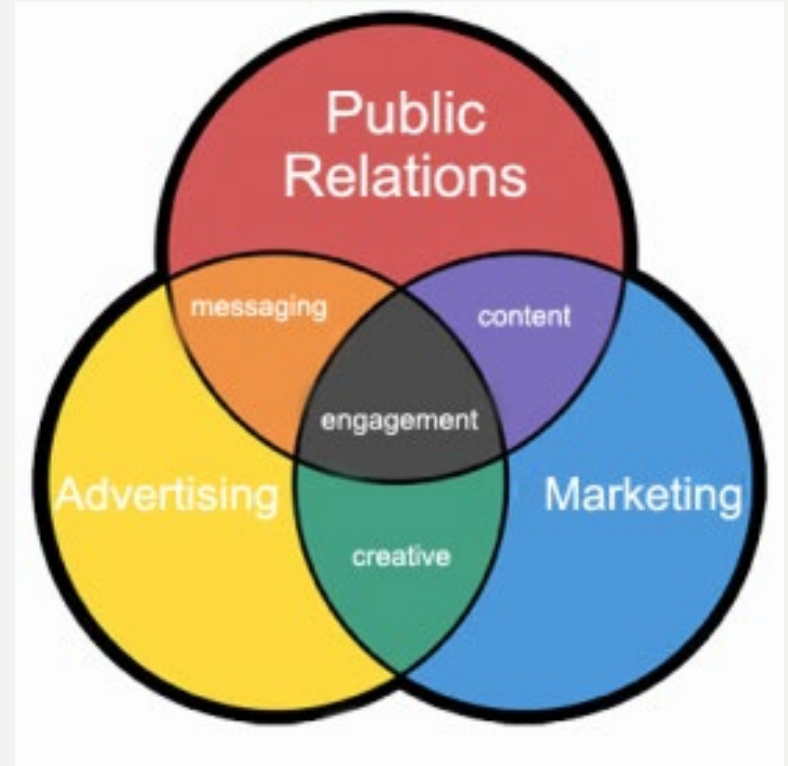 Public
Relations
messaging
content
engagement
Advertising
Marketing
creative